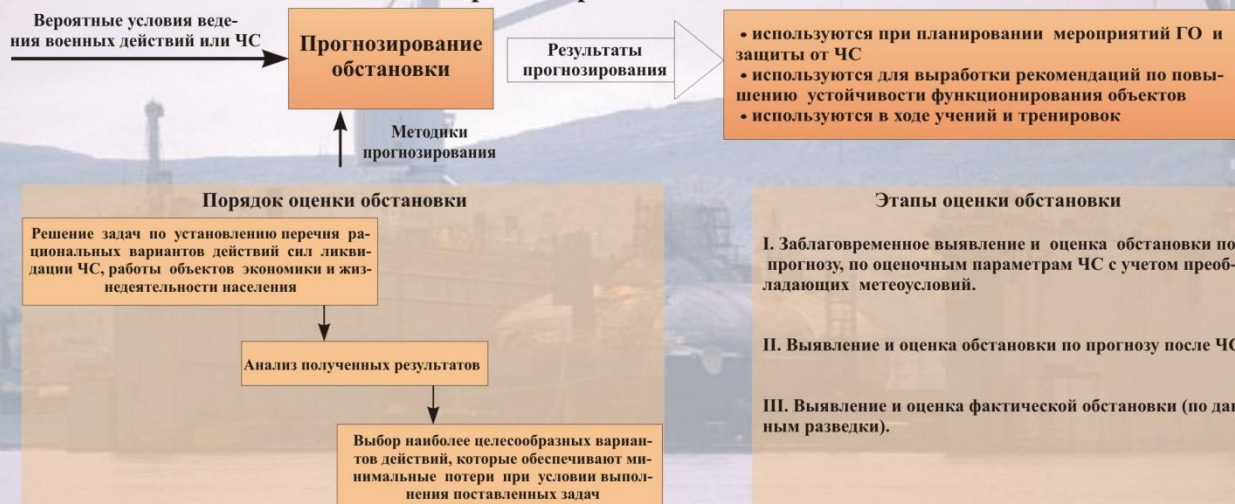 Вероятные условия веде-
ния военных действий или ЧС
Прогнозирование
обстановки
Результаты
прогнозирования
• используются при планировании мероприятий ГО и
защиты от ЧС
• используются для выработки рекомендаций по повы-
шению устойчивости функционирования объектов
• используются в ходе учений и тренировок
Методики
прогнозирования
Порядок оценки обстановки
Решение задач по установлению перечня ра-
циональных вариантов действий сил ликви-
дации ЧС, работы объектов экономики и жиз-
недеятельности населения
Анализ полученных результатов
Выбор наиболее целесообразных вариан-
тов действий, которые обеспечивают ми-
нимальные потери при условии выпол-
нения поставленных задач
Этапы оценки обстановки
I. Заблаговременное выявление и оценка обстановки по
прогнозу, по оценочным параметрам ЧС с учетом преоб-
ладающих метеоусловий.
II. Выявление и оценка обстановки по прогнозу после ЧС
III. Выявление и оценка фактической обстановки (по дан
ным разведки).